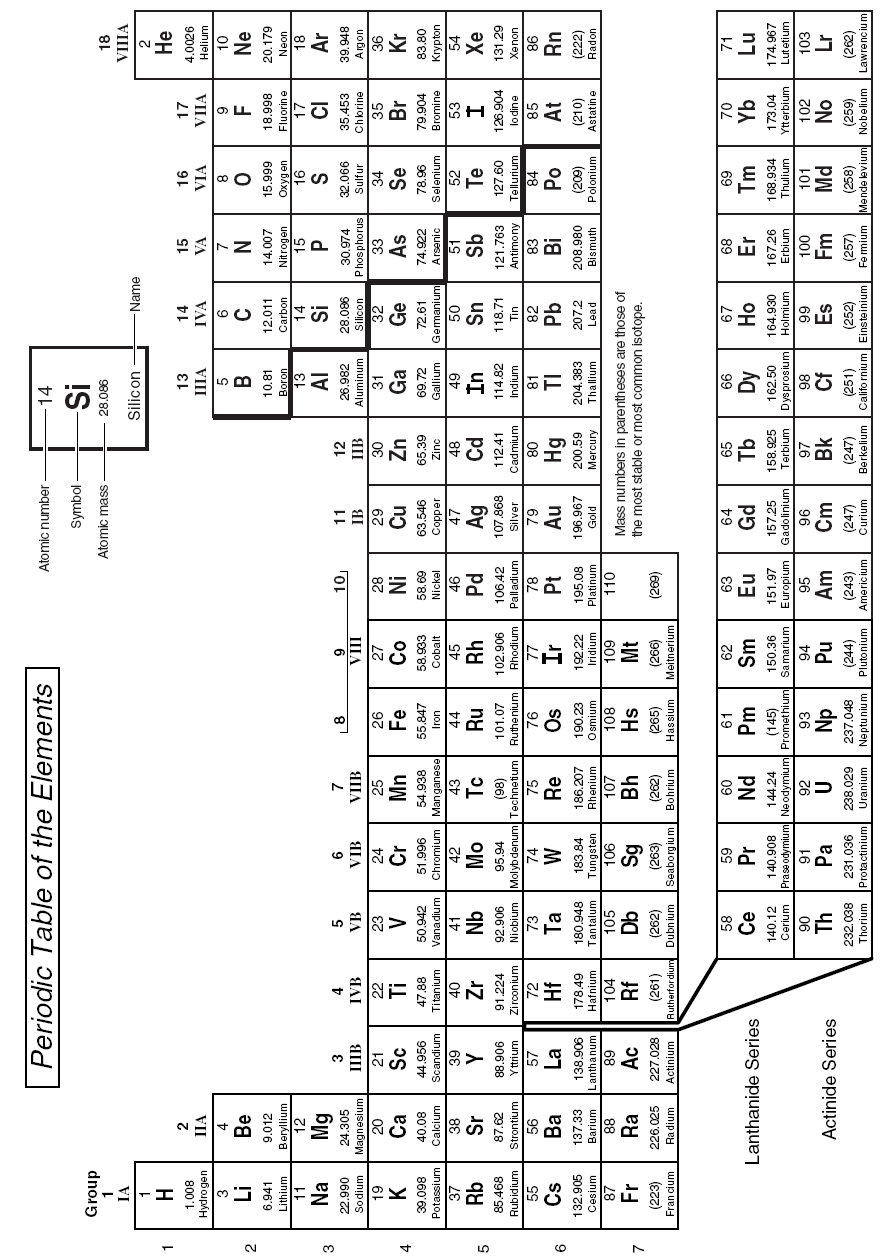 Periodic Table of the Elements
Atomic number
Symbol
Atomic mass
14
Si
28.086
Silicon
Name
Group
1
IA
2
IIA
3
IIIB
4
IVB
5
VB
6
VIB
7
VIIB
8
9
10
VIII
11
IB
12
IIB
13
IIIA
14
IVA
15
VA
16
VIA
17
VIIA
18
VIIIA
1
1
H
1.008
Hydrogen
2
He
4.0026
Helium
2
3
Li
6.941
Lithium
4
Be
9.012
Beryllium
5
B
10.81
Boron
6
C
12.011
Carbon
7
N
14.007
Nitrogen
8
O
15.999
Oxygen
9
F
18.998
Fluorine
10
Ne
20.179
Neon
3
11
Na
22.990
Sodium
12
Mg
24.305
Magnesium
13
Al
26.982
Aluminum
14
Si
28.086
Silicon
15
P
30.974
Phosphorus
16
S
32.066
Sulfur
17
Cl
35.453
Chlorine
18
Ar
39.948
Argon
4
19
K
39.098
Potassium
20
Ca
40.08
Calcium
21
Sc
44.956
Scandium
22
Ti
47.88
Titanium
23
V
50.942
Vanadium
24
Cr
51.996
Chromium
25
Mn
54.938
Manganese
26
Fe
55.847
Iron
27
Co
58.933
Cobalt
28
Ni
58.69
Nickel
29
Cu
63.546
Copper
30
Zn
65.39
Zinc
31
Ga
69.72
Gallium
32
Ge
72.61
Germanium
33
As
74.922
Arsenic
34
Se
78.96
Selenium
35
Br
79.904
Bromine
36
Kr
83.80
Krypton
5
37
Rb
85.468
Rubidium
38
Sr
87.62
Strontium
39
Y
88.906
Yttrium
40
Zr
91.224
Zirconium
41
Nb
92.906
Niobium
42
Mo
95.94
Molybdenum
43
Tc
(98)
Technetium
44
Ru
101.07
Ruthenium
45
Rh
102.906
Rhodium
46
Pd
106.42
Palladium
47
Ag
107.868
Silver
48
Cd
112.41
Cadmium
49
In
114.82
Indium
50
Sn
118.71
Tin
51
Sb
121.763
Antimony
52
Te
127.60
Tellurium
53
I
126.904
Iodine
54
Xe
131.29
Xenon
6
55
Cs
132.905
Cesium
56
Ba
137.33
Barium
57
La
138.906
Lanthanum
72
Hf
178.49
Hafnium
73
Ta
180.948
Tantalum
74
W
183.84
Tungsten
75
Re
186.207
Rhenium
76
Os
190.23
Osmium
77
Ir
192.22
Iridium
78
Pt
195.08
Platinum
79
Au
196.967
Gold
80
Hg
200.59
Mercury
81
Tl
204.383
Thallium
82
Pb
207.2
Lead
83
Bi
208.980
Bismuth
84
Po
(209)
Polonium
85
At
(210)
Astatine
86
Rn
(222)
Radon
7
87
Fr
(223)
Francium
88
Ra
226.025
Radium
89
Ac
227.028
Actinium
104
Rf
(261)
Rutherfordium
105
Db
(262)
Dubnium
106
Sg
(263)
Seaborgium
107
Bh
(262)
Bohrium
108
Hs
(265)
Hassium
109
Mt
(266)
Meitnerium
110
(269)
Mass numbers in parentheses are those of
the most stable or most common isotope.
Lanthanide Series
58
Ce
140.12
Cerium
59
Pr
140.908
Praseodymium
60
Nd
144.24
Neodymium
61
Pm
(145)
Promethium
62
Sm
150.36
Samarium
63
Eu
151.97
Europium
64
Gd
157.25
Gadolinium
65
Tb
158.925
Terbium
66
Dy
162.50
Dysprosium
67
Ho
164.930
Holmium
68
Er
167.26
Erbium
69
Tm
168.934
Thulium
70
Yb
173.04
Ytterbium
71
Lu
174.967
Lutetium
Actinide Series
90
Th
232.038
Thorium
91
Pa
231.036
Protactinium
92
U
238.029
Uranium
93
Np
237.048
Neptunium
94
Pu
(244)
Plutonium
95
Am
(243)
Americium
96
Cm
(247)
Curium
97
Bk
(247)
Berkelium
98
Cf
(251)
Californium
99
Es
(252)
Einsteinium
100
Fm
(257)
Fermium
101
Md
(258)
Mendelevium
102
No
(259)
Nobelium
103
Lr
(262)
Lawrencium